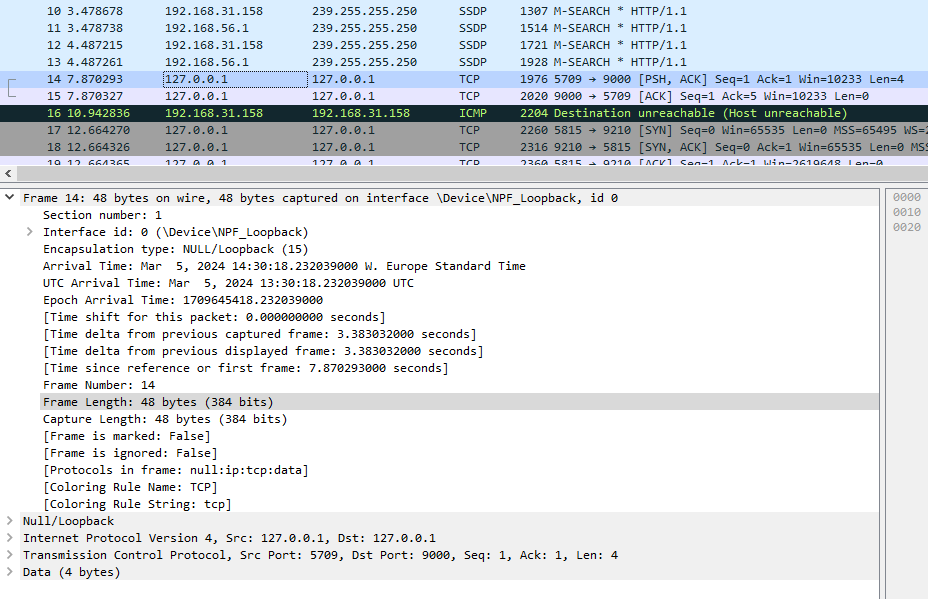 10 3.478678 192.168.31.158 239.255.255.250 SSDP 1307 M-SEARCH * HTTP/1.1
11 3.478738 192.168.56.1 239.255.255.250 SSDP 1514 M-SEARCH * HTTP/1.1
12 4.487215 192.168.31.158 239.255.255.250 SSDP 1721 M-SEARCH * HTTP/1.1
13 4.487261 192.168.56.1 239.255.255.250 SSDP 1928 M-SEARCH * HTTP/1.1
14 7.870293 127.0.0.1 127.0.0.1 TCP 1976 5709 → 9000 [PSH, ACK] Seq=1 Ack=1 Win=10233 Len=4
15 7.870327 127.0.0.1 127.0.0.1 TCP 2020 9000 → 5709 [ACK] Seq=1 Ack=5 Win=10233 Len=0
16 10.942836 192.168.31.158 192.168.31.158 ICMP 2204 Destination unreachable (Host unreachable)
17 12.664270 127.0.0.1 127.0.0.1 TCP 2260 5815 → 9210 [SYN] Seq=0 Win=65535 Len=0 MSS=65495 WS=2
18 12.664326 127.0.0.1 127.0.0.1 TCP 2316 9210 → 5815 [SYN, ACK] Seq=0 Ack=1 Win=65535 Len=0 MSS
19 12.664365 127.0.0.1 127.0.0.1 TCP 2360 5815 → 9210 [ACK] Seq=1 Ack=1 Win=2619648 Len=0
Frame 14: 48 bytes on wire, 48 bytes captured on interface \Device\NPF_Loopback, id 0
Section number: 1
Interface id: 0 (\Device\NPF_Loopback)
Encapsulation type: NULL/Loopback (15)
Arrival Time: Mar  5, 2024 14:30:18.232039000 W. Europe Standard Time
UTC Arrival Time: Mar  5, 2024 13:30:18.232039000 UTC
Epoch Arrival Time: 1709645418.232039000
[Time shift for this packet: 0.000000000 seconds]
[Time delta from previous captured frame: 3.383032000 seconds]
[Time delta from previous displayed frame: 3.383032000 seconds]
[Time since reference or first frame: 7.870293000 seconds]
Frame Number: 14
Frame Length: 48 bytes (384 bits)
Capture Length: 48 bytes (384 bits)
[Frame is marked: False]
[Frame is ignored: False]
[Protocols in frame: null:ip:tcp:data]
[Coloring Rule Name: TCP]
[Coloring Rule String: tcp]
Null/Loopback
Internet Protocol Version 4, Src: 127.0.0.1, Dst: 127.0.0.1
Transmission Control Protocol, Src Port: 5709, Dst Port: 9000, Seq: 1, Ack: 1, Len: 4
Data (4 bytes)
0000
0010
0020